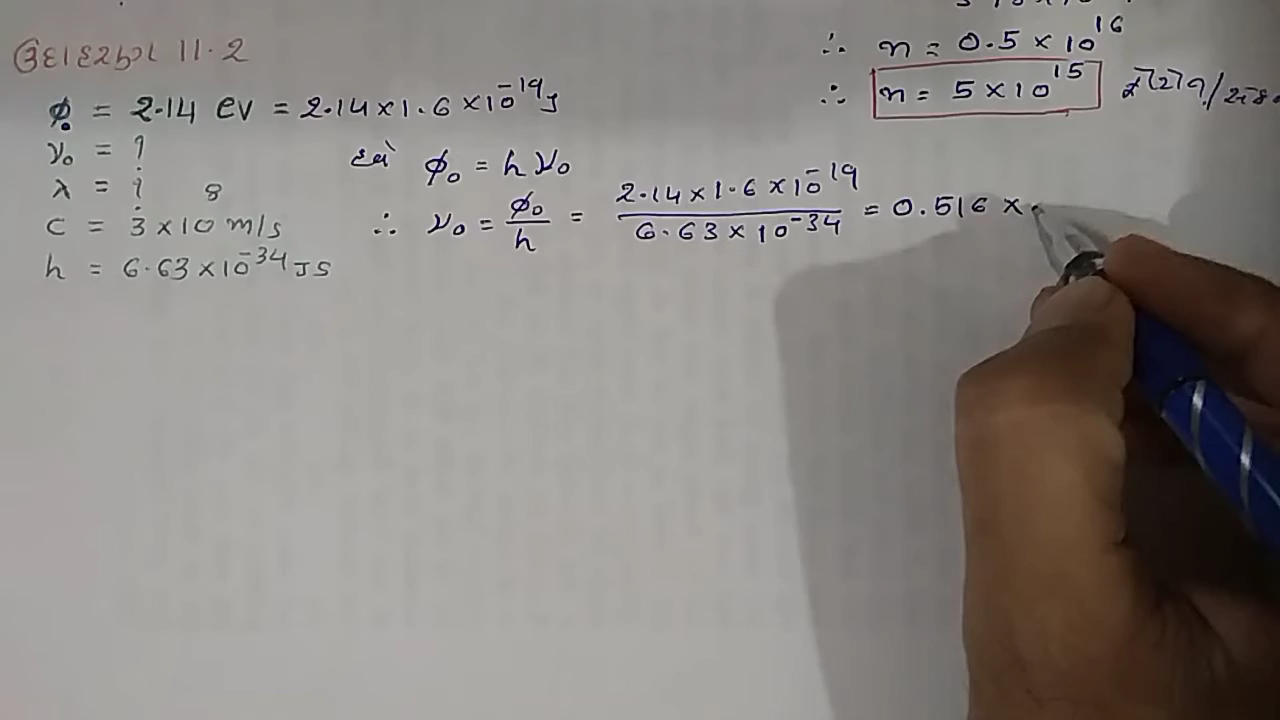 ઉદાહરણ 11.2
∴ n = 0.5 × 10¹⁶
∴ n = 5 × 10¹⁵
ϕ₀ = 2.14 eV = 2.14 × 1.6 × 10⁻¹⁹ J
ν₀ = ?
λ = ?
c = 3 × 10⁸ m/s
h = 6.63 × 10⁻³⁴ JS
ϕ₀ = h ν₀
∴ ν₀ = ϕ₀/h = 2.14 × 1.6 × 10⁻¹⁹ / 6.63 × 10⁻³⁴ = 0.516 ×